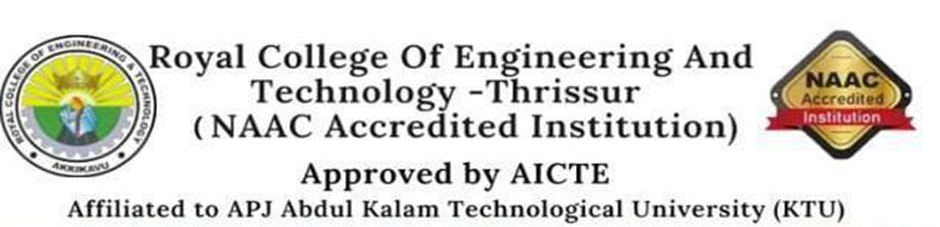 ROYAL COLLEGE OF ENGINEERING & TECHNOLOGY
AKKIKAVU
Royal College Of Engineering And
Technology -Thrissur
(NAAC Accredited Institution)
Approved by AICTE
Affiliated to APJ Abdul Kalam Technological University (KTU)
NAAC
Accredited
Institution